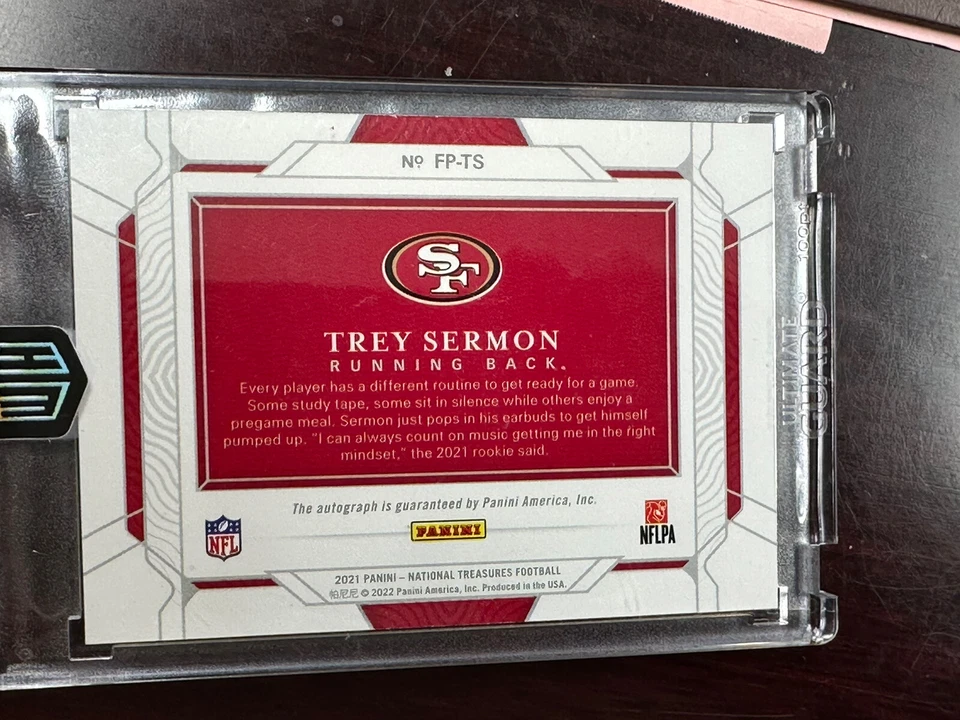 Nº FP-TS
SF
TREY SERMON
RUNNING BACK.
Every player has a different routine to get ready for a game.
Some study tape, some sit in silence while others enjoy a
pregame meal. Sermon just pops in his earbuds to get himself
pumped up. "I can always count on music getting me in the right
mindset," the 2021 rookie said.
The autograph is guaranteed by Panini America, Inc.
NFL
PANINI
NFLPA
2021 PANINI – NATIONAL TREASURES FOOTBALL
帕尼尼 © 2022 Panini America, Inc. Produced in the USA.
ULTIMATE
GUARD®
100PT